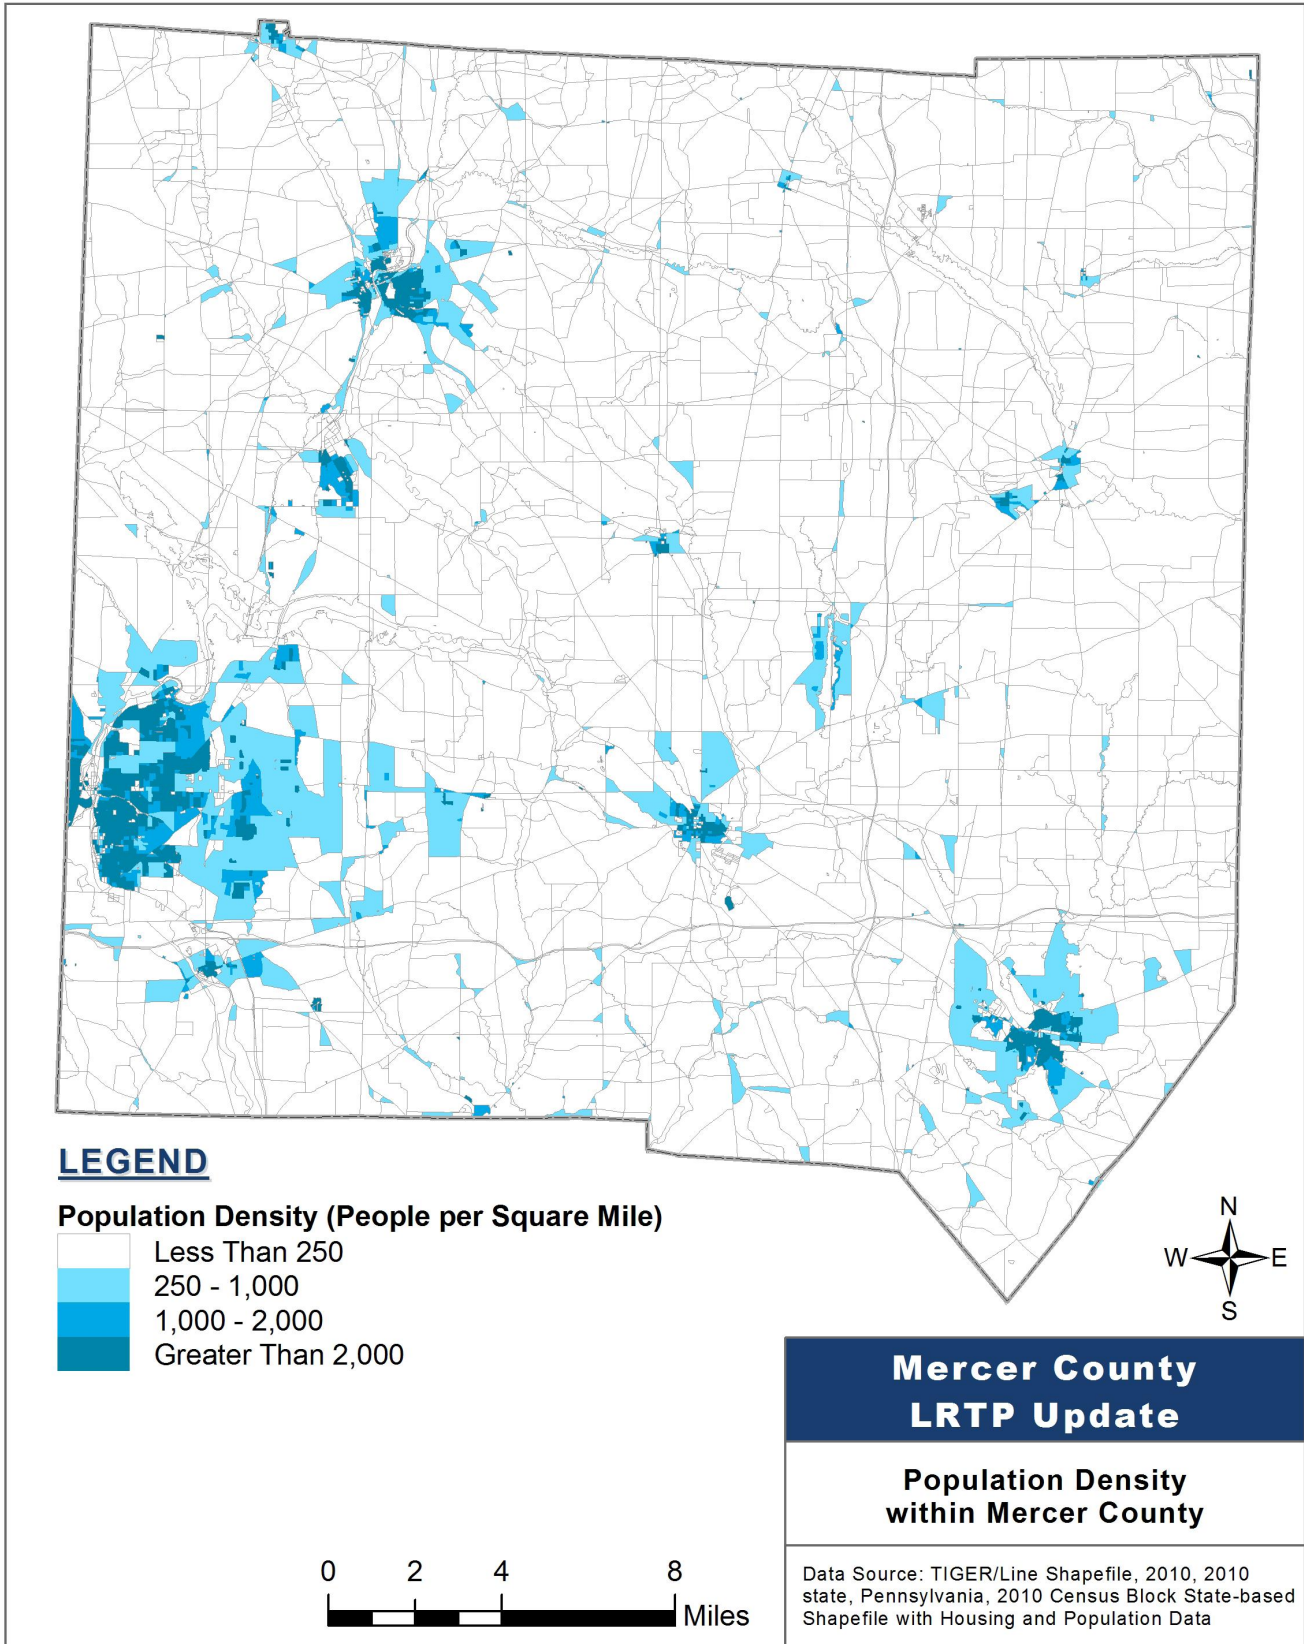 LEGEND
Population Density (People per Square Mile)
Less Than 250
250 - 1,000
1,000 - 2,000
Greater Than 2,000
N
W E
S
Mercer County
LRTP Update
Population Density
within Mercer County
Data Source: TIGER/Line Shapefile, 2010, 2010
state, Pennsylvania, 2010 Census Block State-based
Shapefile with Housing and Population Data
0 2 4 8
Miles